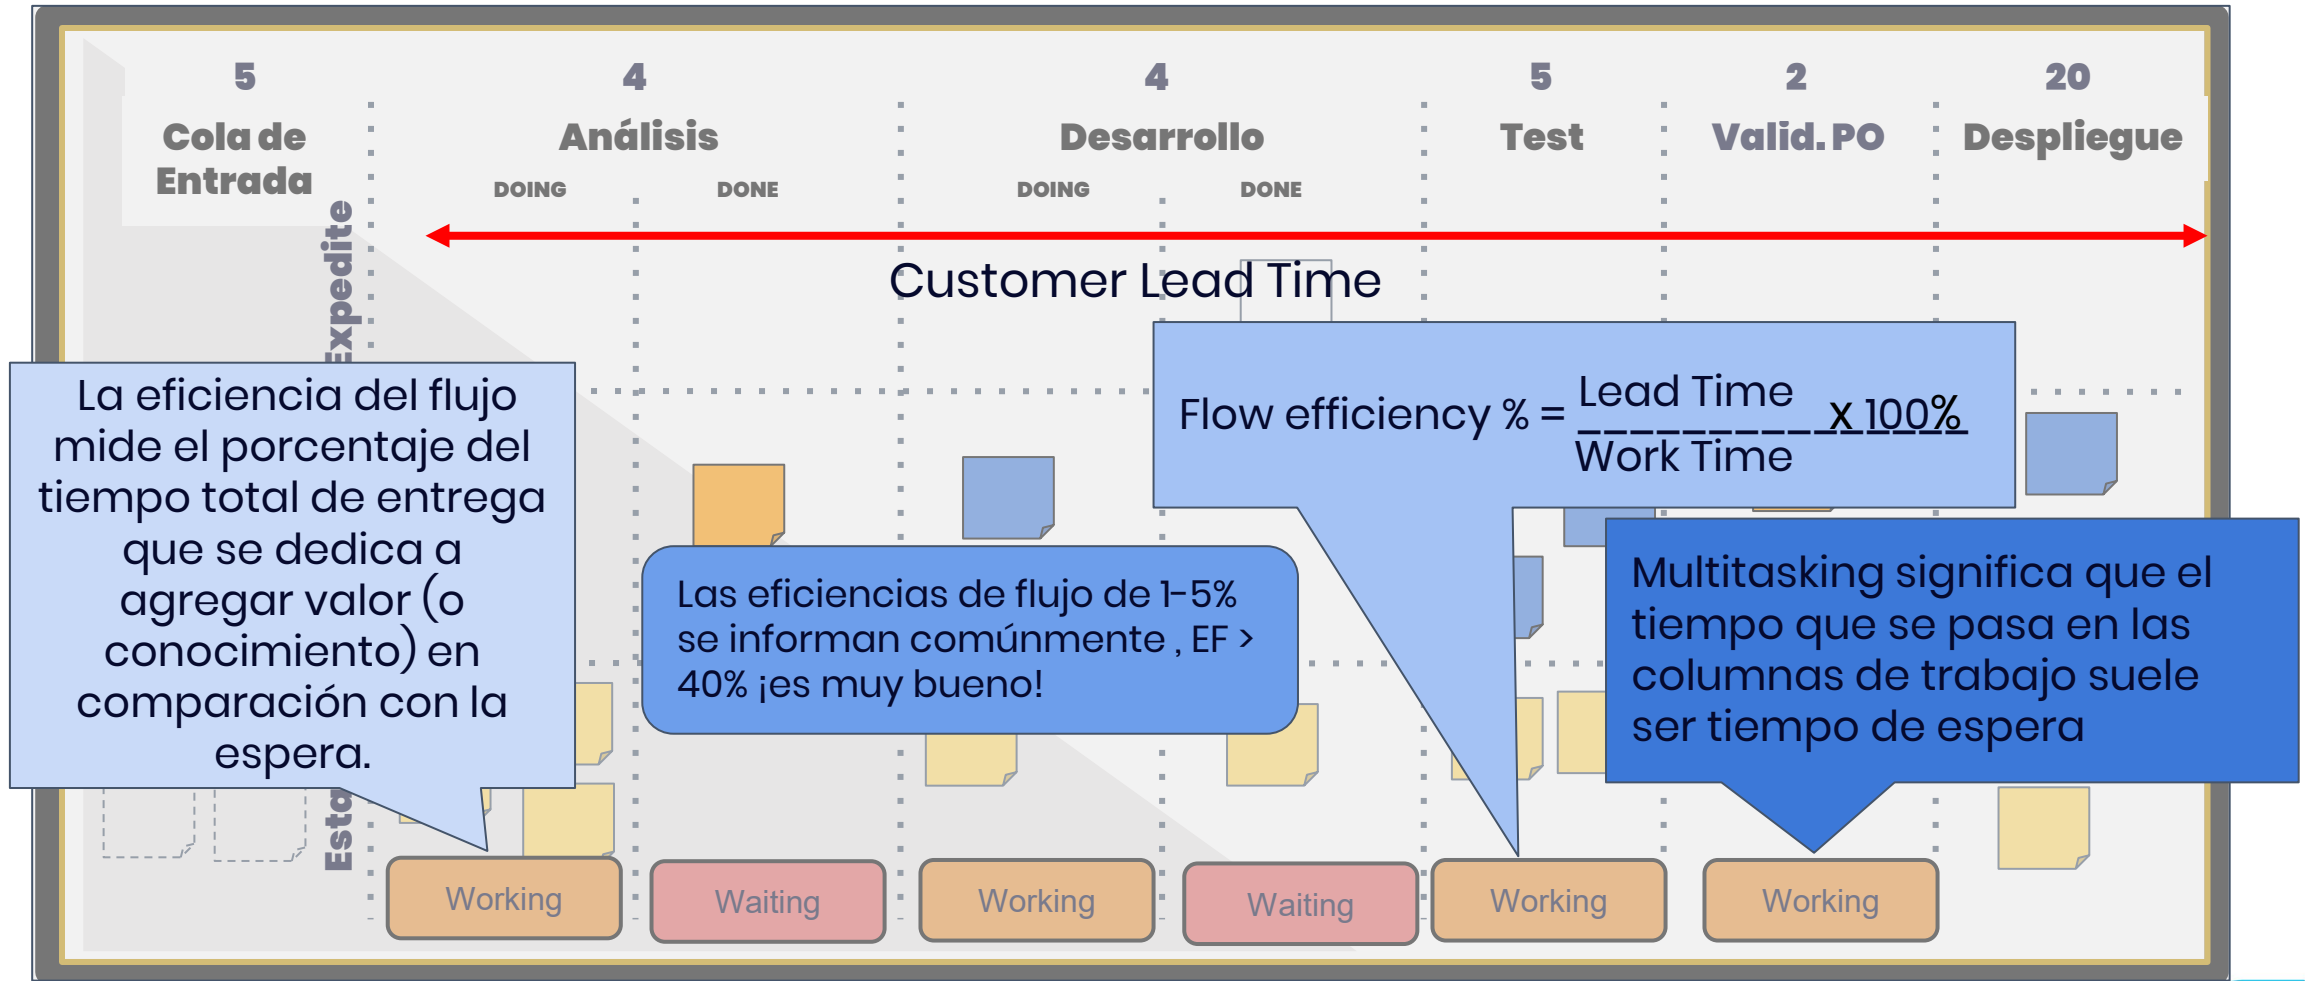 5
4
4
5
2
20
Cola de
Entrada
Análisis
Desarrollo
Test
Valid. PO
Despliegue
DOING
DONE
DOING
DONE
Expedite
Customer Lead Time
La eficiencia del flujo
mide el porcentaje del
tiempo total de entrega
que se dedica a
agregar valor (o
conocimiento) en
comparación con la
espera.
Flow efficiency % = Lead Time x 100%
_______________
Work Time
Las eficiencias de flujo de 1-5%
se informan comúnmente , EF >
40% ¡es muy bueno!
Multitasking significa que el
tiempo que se pasa en las
columnas de trabajo suele
ser tiempo de espera
Working
Waiting
Working
Waiting
Working
Working